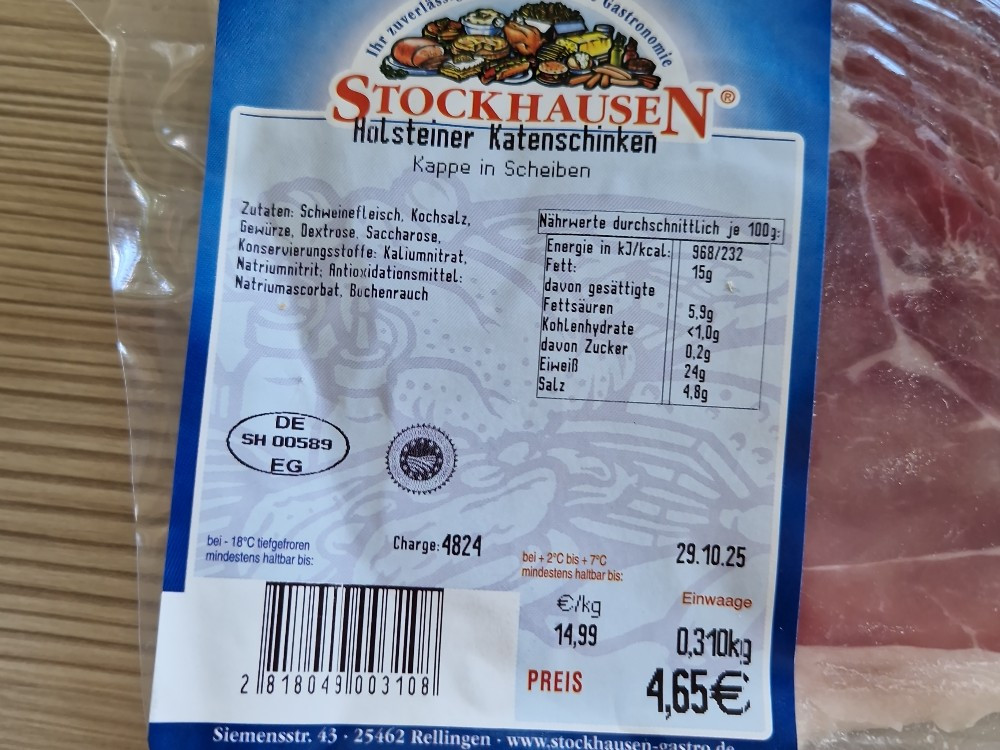 Ihr zuverläss
Gastronomie
STOCKHAUSEN®
Holsteiner Katenschinken
Kappe in Scheiben
Zutaten: Schweinefleisch, Kochsalz,
Gewürze, Dextrose, Saccharose,
Konservierungsstoffe: Kaliumnitrat,
Natriumnitrit; Antioxidationsmittel:
Natriumascorbat, Buchenrauch
Nährwerte durchschnittlich je 100g:
Energie in kJ/kcal: 968/232
Fett: 15g
davon gesättigte
Fettsäuren 5,9g
Kohlenhydrate <1,0g
davon Zucker 0,2g
Eiweiß 24g
Salz 4,8g
DE
SH 00589
EG
bei - 18°C tiefgefroren
mindestens haltbar bis:
Charge: 4824
bei + 2°C bis + 7°C
mindestens haltbar bis:
29.10.25
€/kg
14,99
Einwaage
0,310kg
PREIS
4,65€
2 818049 003108
Siemensstr. 43 · 25462 Rellingen · www.stockhausen-gastro.de